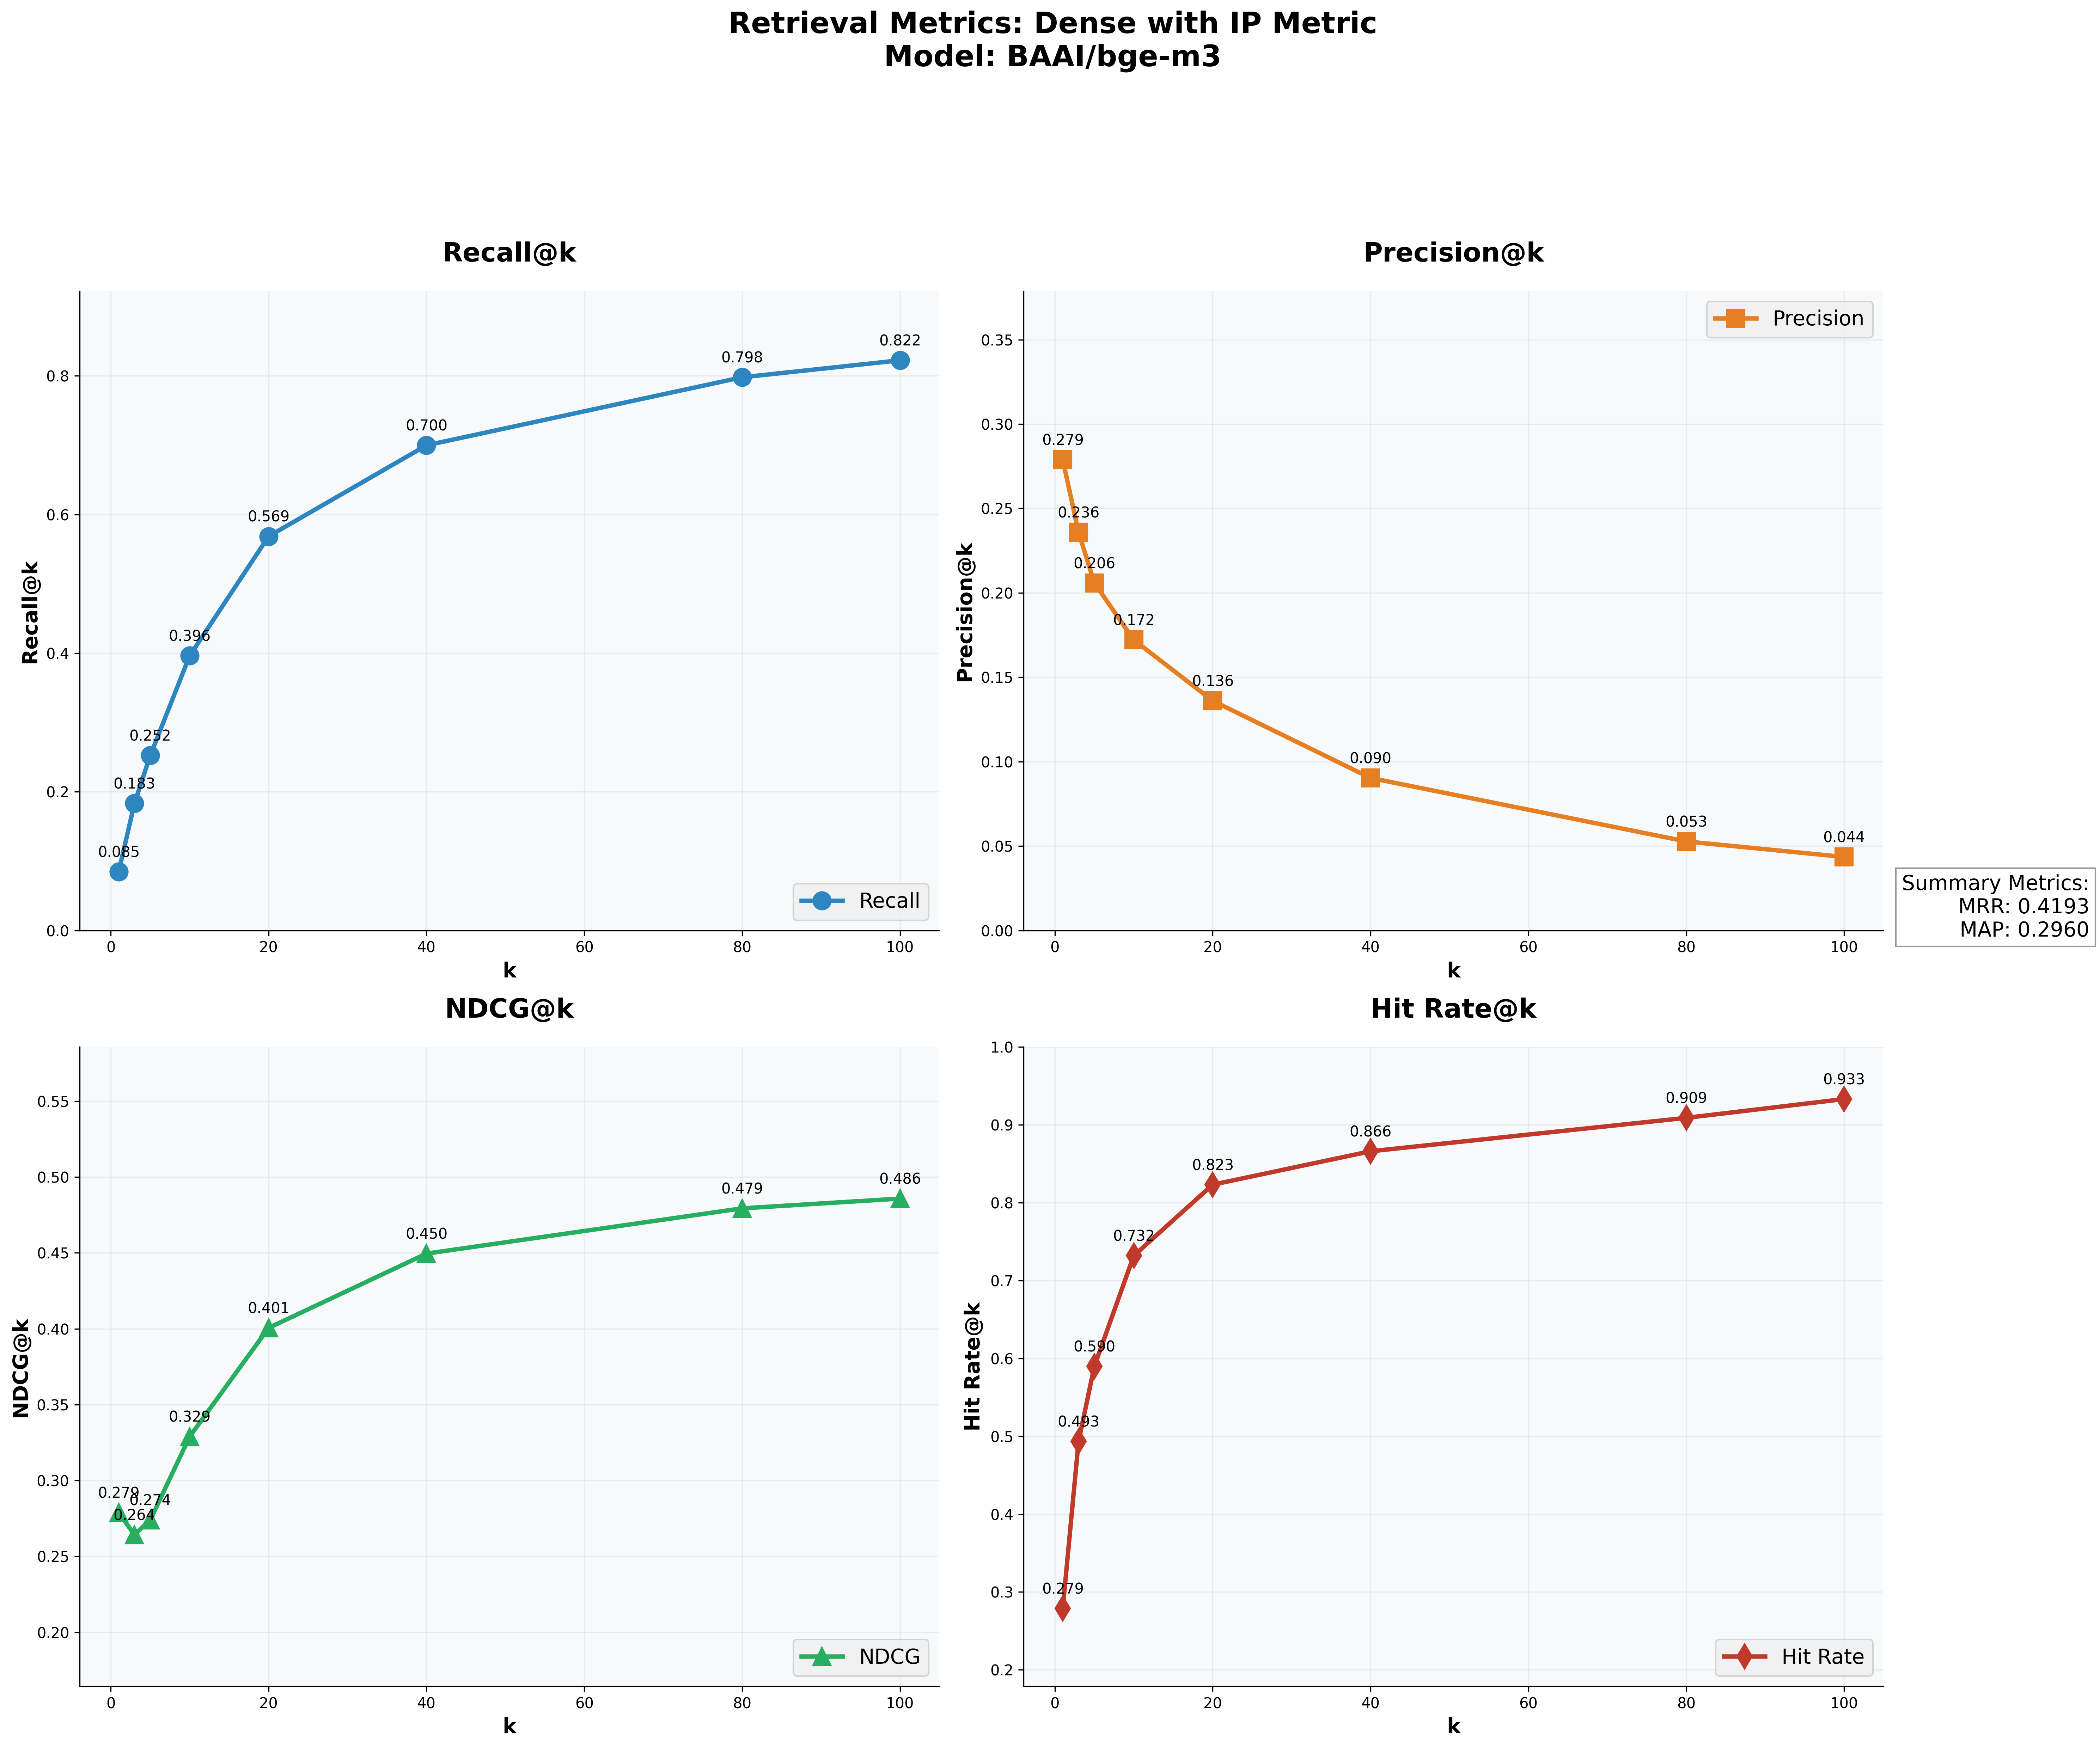 Retrieval Metrics: Dense with IP Metric
Model: BAAI/bge-m3
Recall@k
Recall@k
0.8
0.6
0.4
0.2
0.0
0.085
0.183
0.252
0.396
0.569
0.700
0.798
0.822
Recall
0 20 40 60 80 100
k
Precision@k
Precision@k
0.35
0.30
0.25
0.20
0.15
0.10
0.05
0.00
0.279
0.236
0.206
0.172
0.136
0.090
0.053
0.044
Precision
0 20 40 60 80 100
k
Summary Metrics:
MRR: 0.4193
MAP: 0.2960
NDCG@k
NDCG@k
0.55
0.50
0.45
0.40
0.35
0.30
0.25
0.20
0.279
0.264
0.274
0.329
0.401
0.450
0.479
0.486
NDCG
0 20 40 60 80 100
k
Hit Rate@k
Hit Rate@k
1.0
0.9
0.8
0.7
0.6
0.5
0.4
0.3
0.2
0.279
0.493
0.590
0.732
0.823
0.866
0.909
0.933
Hit Rate
0 20 40 60 80 100
k